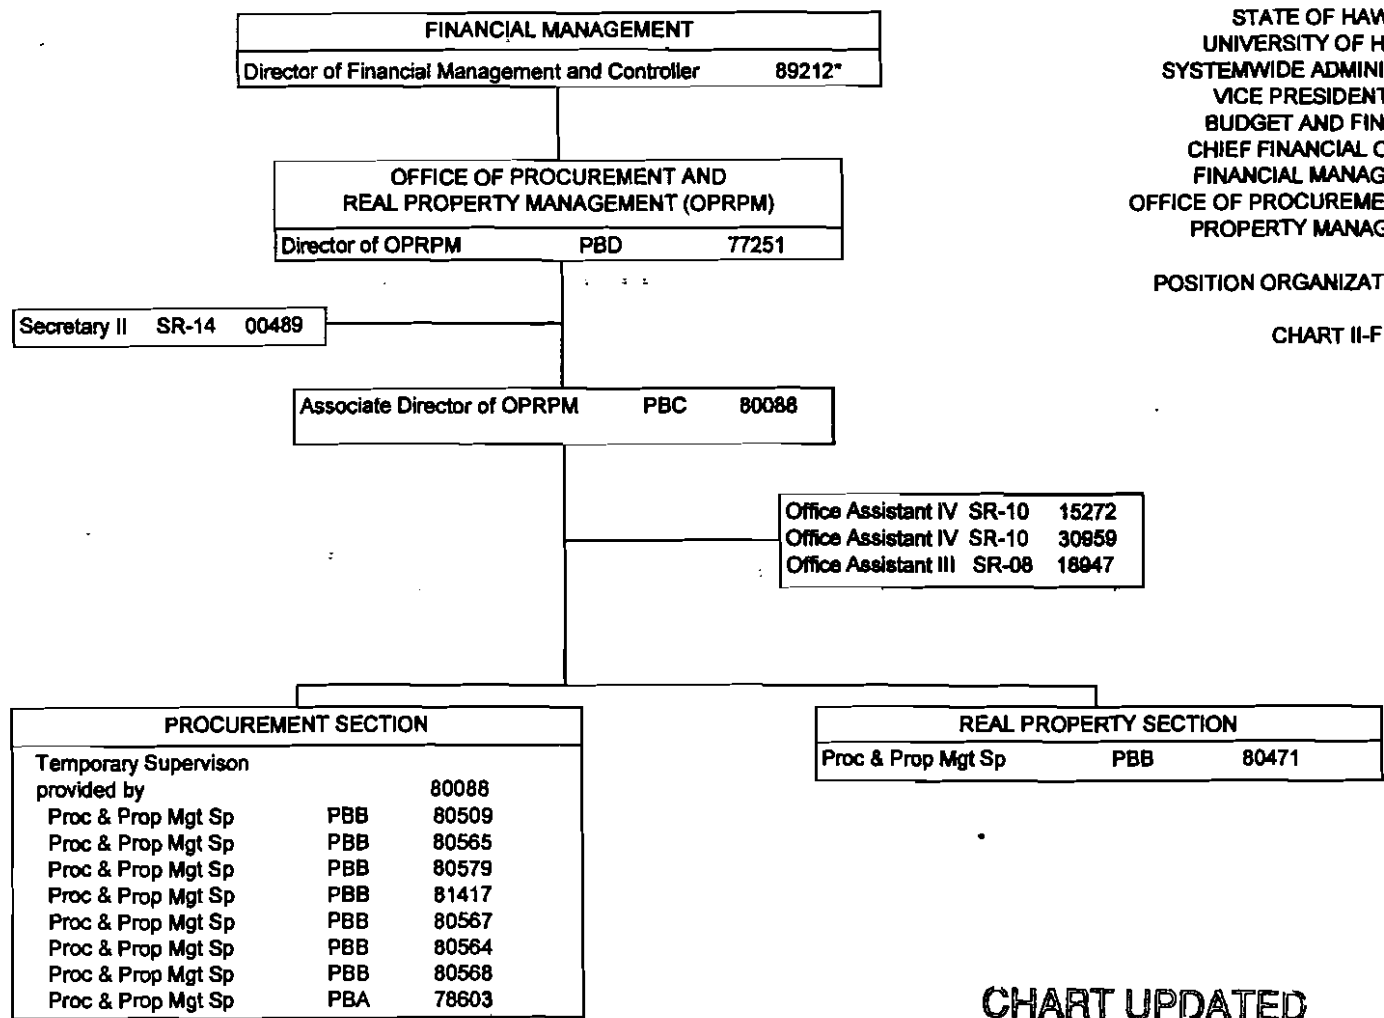 FINANCIAL MANAGEMENT
Director of Financial Management and Controller 89212*
STATE OF HAW
UNIVERSITY OF H
SYSTEMWIDE ADMINI
VICE PRESIDENT
BUDGET AND FIN
CHIEF FINANCIAL O
FINANCIAL MANAG
OFFICE OF PROCUREME
PROPERTY MANAG
POSITION ORGANIZAT
CHART II-F
OFFICE OF PROCUREMENT AND
REAL PROPERTY MANAGEMENT (OPRPM)
Director of OPRPM PBD 77251
Secretary II SR-14 00489
Associate Director of OPRPM PBC 80088
Office Assistant IV SR-10 15272
Office Assistant IV SR-10 30959
Office Assistant III SR-08 18947
PROCUREMENT SECTION
Temporary Supervison
provided by 80088
Proc & Prop Mgt Sp PBB 80509
Proc & Prop Mgt Sp PBB 80565
Proc & Prop Mgt Sp PBB 80579
Proc & Prop Mgt Sp PBB 81417
Proc & Prop Mgt Sp PBB 80567
Proc & Prop Mgt Sp PBB 80564
Proc & Prop Mgt Sp PBB 80568
Proc & Prop Mgt Sp PBA 78603
REAL PROPERTY SECTION
Proc & Prop Mgt Sp PBB 80471
CHART UPDATED